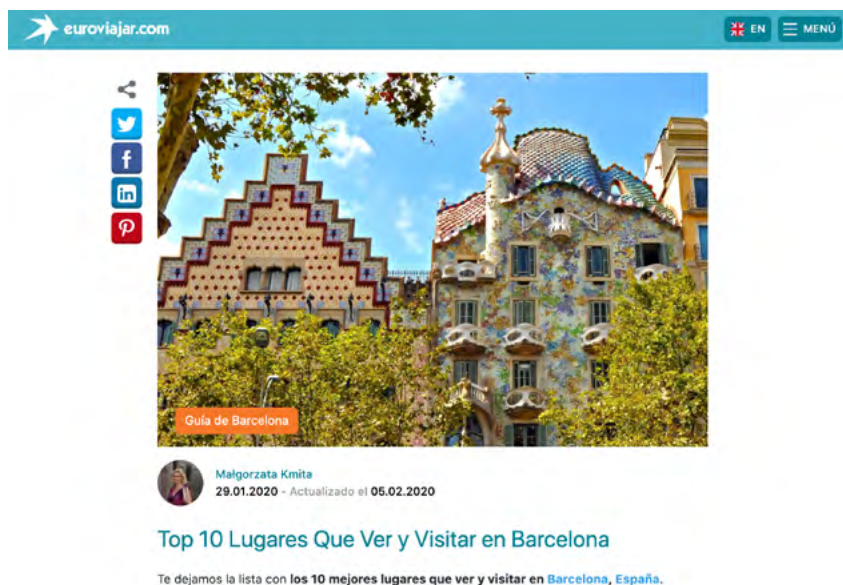 euroviajar.com
EN
MENÚ
Guía de Barcelona
Małgorzata Kmita
29.01.2020 - Actualizado el 05.02.2020
Top 10 Lugares Que Ver y Visitar en Barcelona
Te dejamos la lista con los 10 mejores lugares que ver y visitar en Barcelona, España.